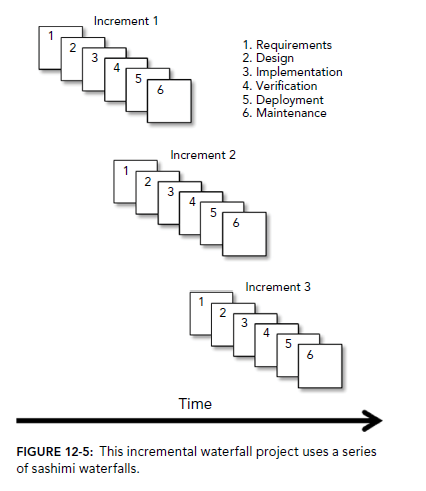 Increment 1
1
2
3
4
5
6
1. Requirements
2. Design
3. Implementation
4. Verification
5. Deployment
6. Maintenance
Increment 2
1
2
3
4
5
6
Increment 3
1
2
3
4
5
6
Time
FIGURE 12-5: This incremental waterfall project uses a series
of sashimi waterfalls.